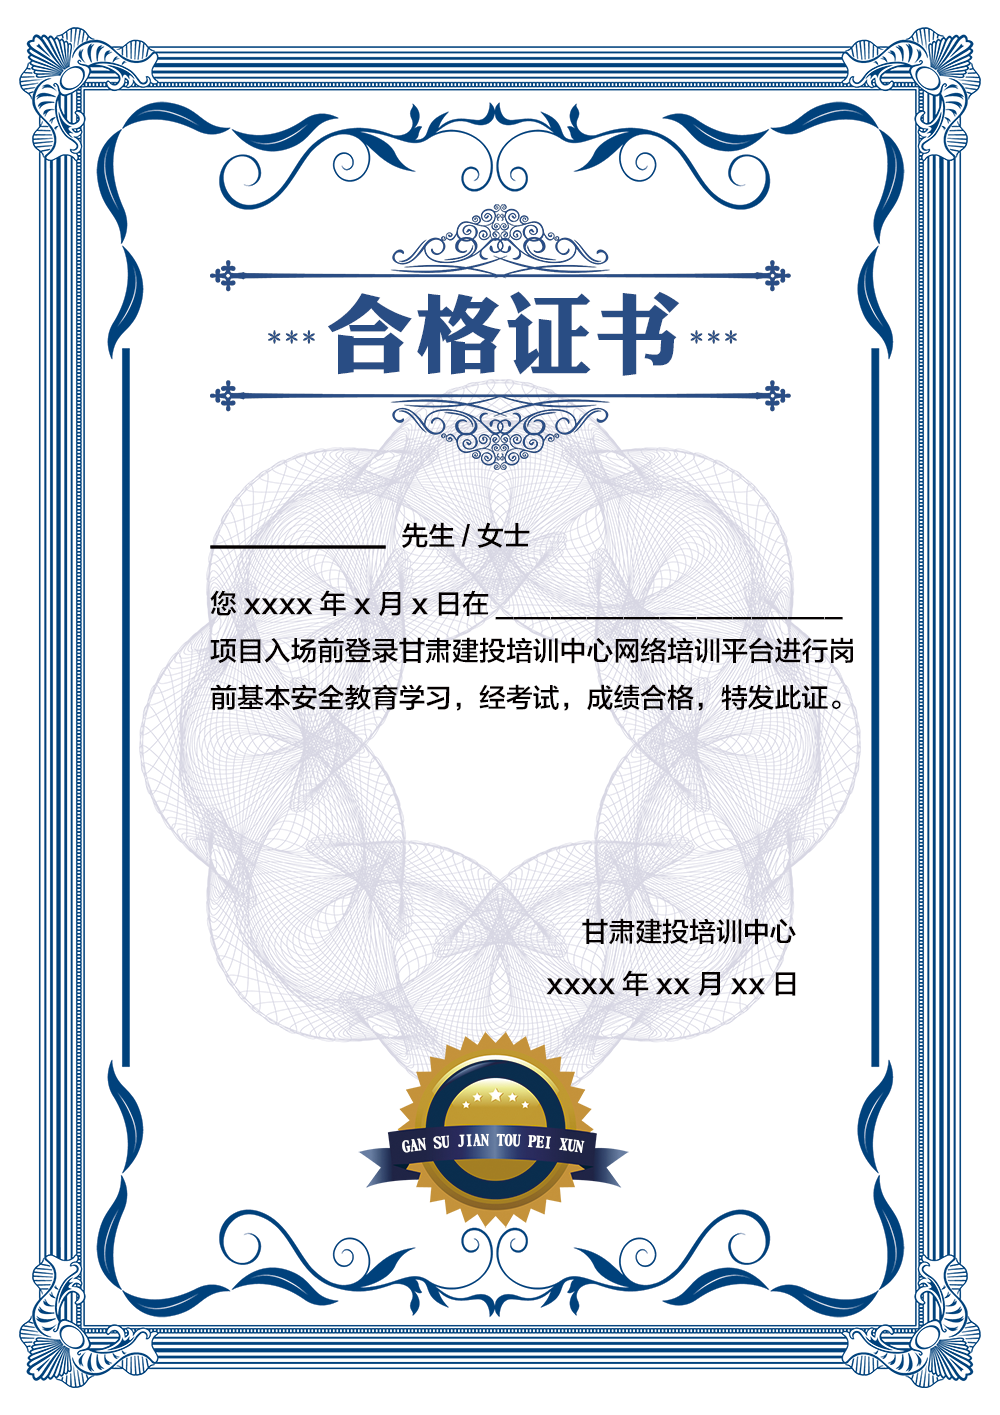 ***合格证书***
__________ 先生 / 女士
您 xxxx 年 x 月 x 日在 ____________________
项目入场前登录甘肃建投培训中心网络培训平台进行岗
前基本安全教育学习，经考试，成绩合格，特发此证。
甘肃建投培训中心
xxxx 年 xx 月 xx 日
GAN SU JIAN TOU PEI XUN